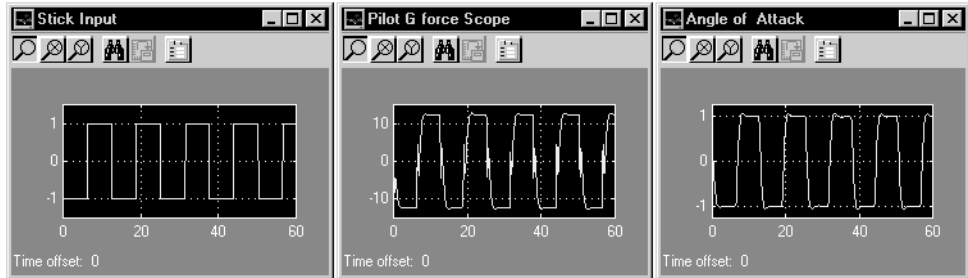 Stick Input
1
0
-1
0 20 40 60
Time offset: 0
Pilot G force Scope
10
0
-10
0 20 40 60
Time offset: 0
Angle of Attack
1
0
-1
0 20 40 60
Time offset: 0